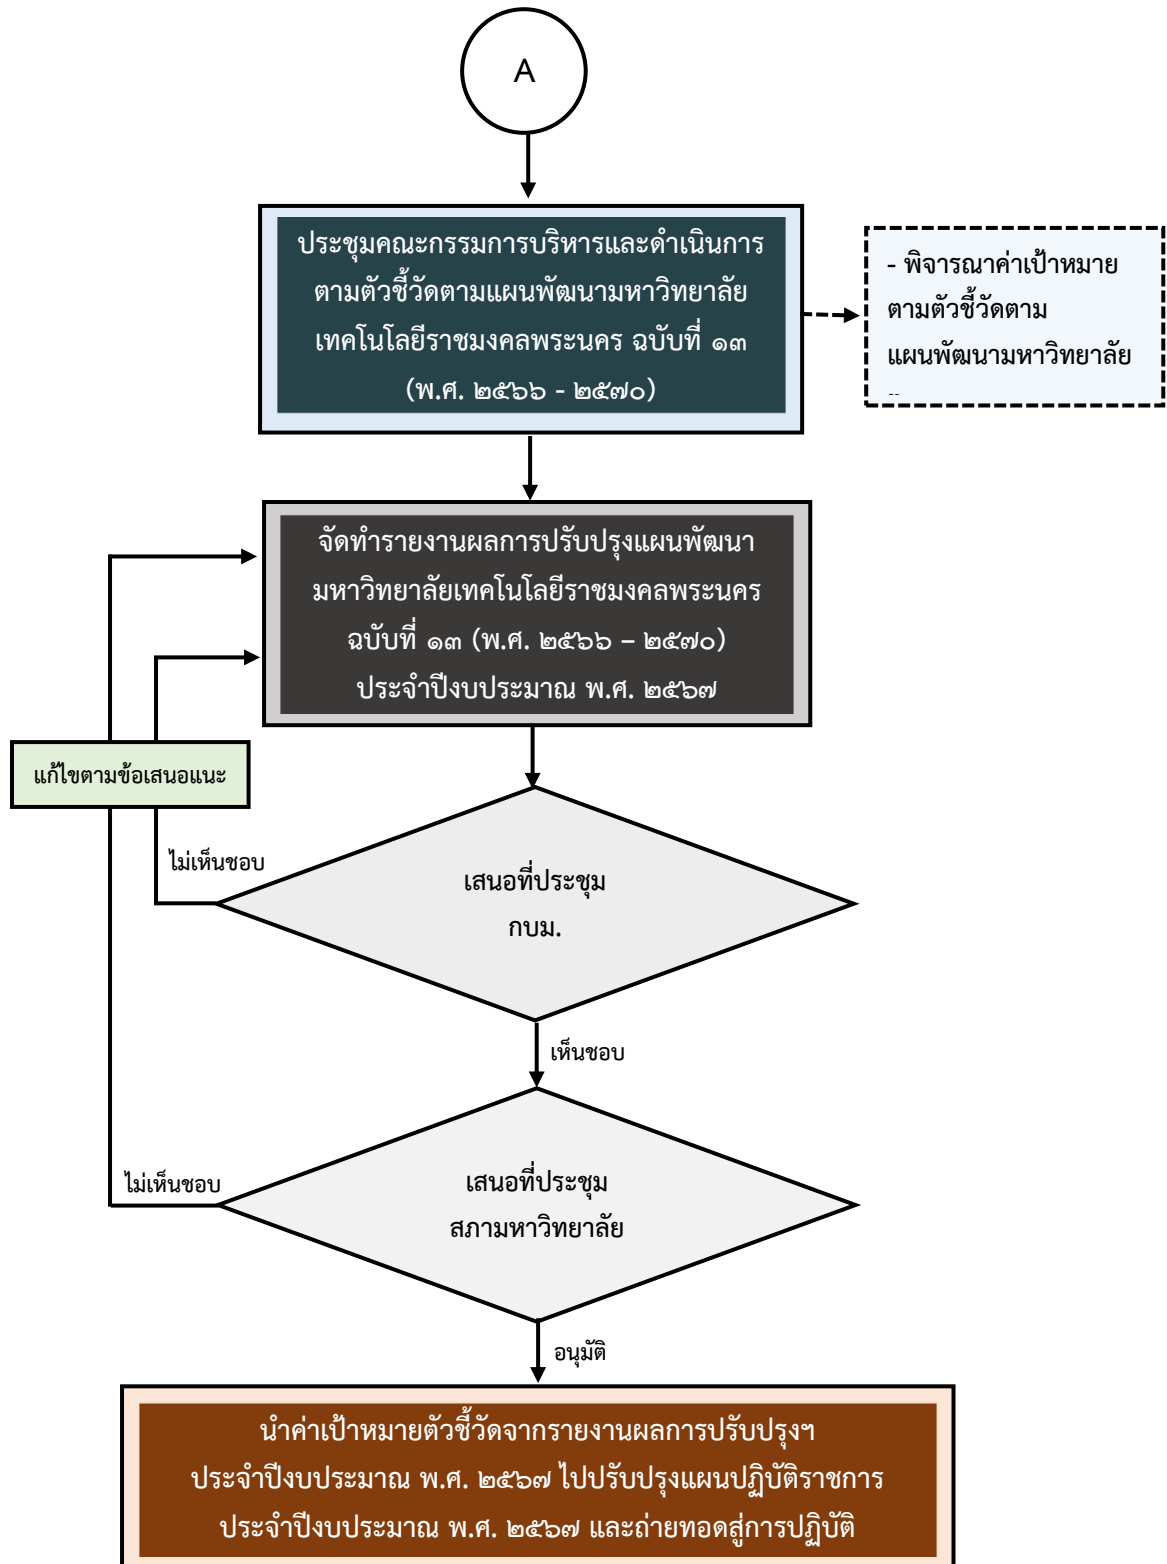 A
ประชุมคณะกรรมการบริหารและดำเนินการ
ตามตัวชี้วัดตามแผนพัฒนามหาวิทยาลัย
เทคโนโลยีราชมงคลพระนคร ฉบับที่ ๑๓
(พ.ศ. ๒๕๖๖ - ๒๕๗๐)
- พิจารณาค่าเป้าหมาย
ตามตัวชี้วัดตาม
แผนพัฒนามหาวิทยาลัย
จัดทำรายงานผลการปรับปรุงแผนพัฒนา
มหาวิทยาลัยเทคโนโลยีราชมงคลพระนคร
ฉบับที่ ๑๓ (พ.ศ. ๒๕๖๖ – ๒๕๗๐)
ประจำปีงบประมาณ พ.ศ. ๒๕๖๗
แก้ไขตามข้อเสนอแนะ
ไม่เห็นชอบ
เสนอที่ประชุม
กบม.
เห็นชอบ
ไม่เห็นชอบ
เสนอที่ประชุม
สภามหาวิทยาลัย
อนุมัติ
นำค่าเป้าหมายตัวชี้วัดจากรายงานผลการปรับปรุงฯ
ประจำปีงบประมาณ พ.ศ. ๒๕๖๗ ไปปรับปรุงแผนปฏิบัติราชการ
ประจำปีงบประมาณ พ.ศ. ๒๕๖๗ และถ่ายทอดสู่การปฏิบัติ